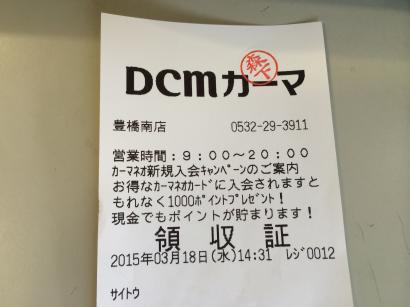 DCMカーマ
森下
豊橋南店 0532-29-3911
営業時間：９：００～２０：００
ｶｰﾏﾈｵ新規入会ｷｬﾝﾍﾟｰﾝのご案内
お得なｶｰﾏﾈｵｶｰﾄﾞに入会されますと
もれなく1000ﾎﾟｲﾝﾄﾌﾟﾚｾﾞﾝﾄ！
現金でもポイントが貯まります！
領収証
2015年03月18日(水)14:31 ﾚｼﾞ0012
ｻｲﾄｳ